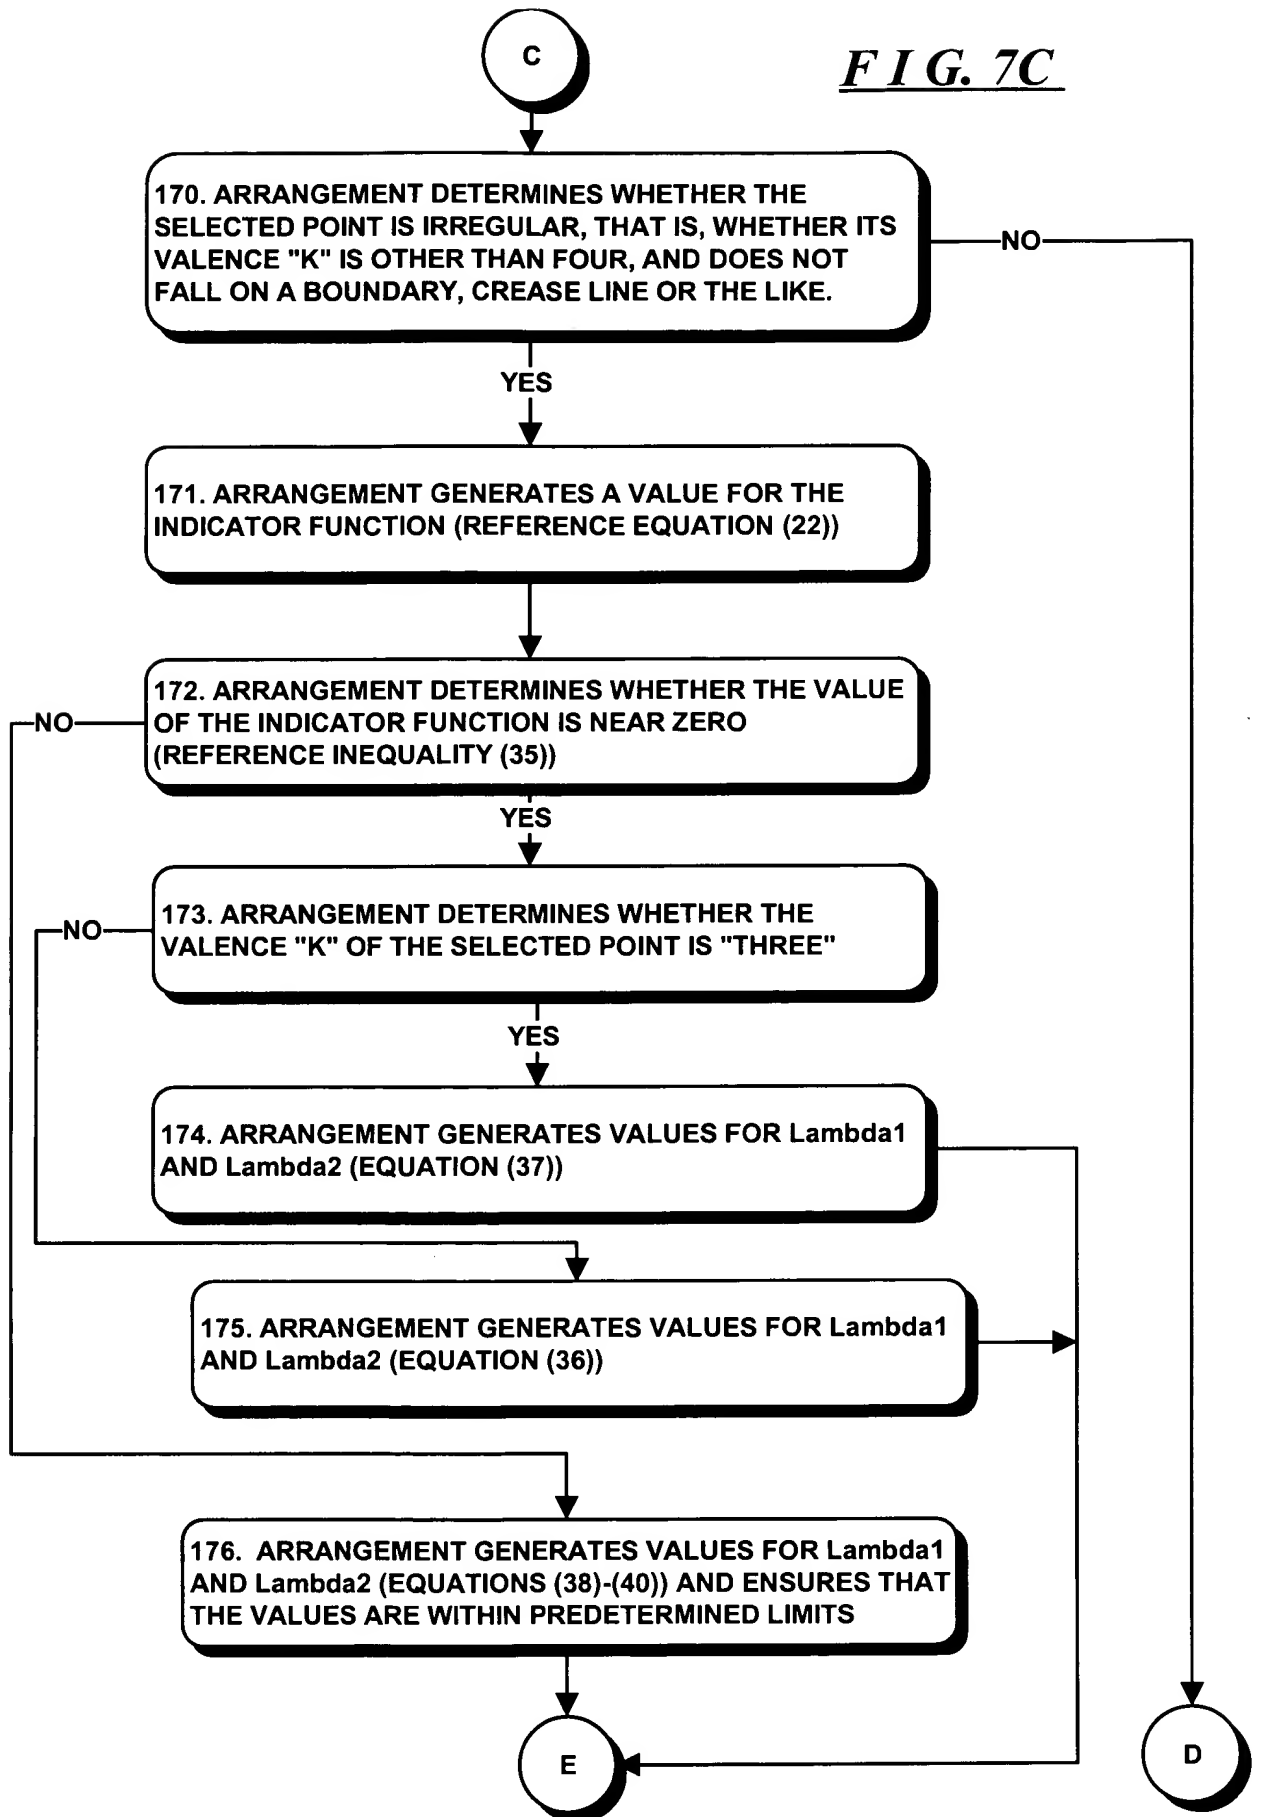 C
FIG. 7C
170. ARRANGEMENT DETERMINES WHETHER THE
SELECTED POINT IS IRREGULAR, THAT IS, WHETHER ITS
VALENCE "K" IS OTHER THAN FOUR, AND DOES NOT
FALL ON A BOUNDARY, CREASE LINE OR THE LIKE.
NO
YES
171. ARRANGEMENT GENERATES A VALUE FOR THE
INDICATOR FUNCTION (REFERENCE EQUATION (22))
172. ARRANGEMENT DETERMINES WHETHER THE VALUE
OF THE INDICATOR FUNCTION IS NEAR ZERO
(REFERENCE INEQUALITY (35))
NO
YES
173. ARRANGEMENT DETERMINES WHETHER THE
VALENCE "K" OF THE SELECTED POINT IS "THREE"
NO
YES
174. ARRANGEMENT GENERATES VALUES FOR Lambda1
AND Lambda2 (EQUATION (37))
175. ARRANGEMENT GENERATES VALUES FOR Lambda1
AND Lambda2 (EQUATION (36))
176. ARRANGEMENT GENERATES VALUES FOR Lambda1
AND Lambda2 (EQUATIONS (38)-(40)) AND ENSURES THAT
THE VALUES ARE WITHIN PREDETERMINED LIMITS
E
D